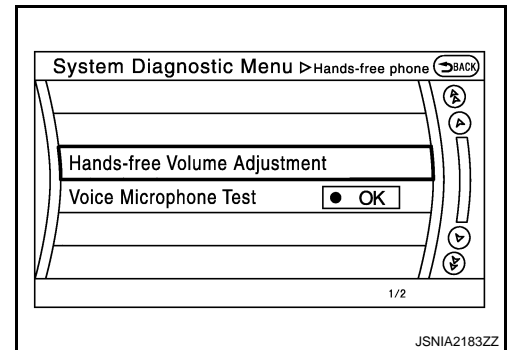 System Diagnostic Menu ▷Hands-free phone BACK
Hands-free Volume Adjustment
Voice Microphone Test ● OK
1/2
JSNIA2183ZZ